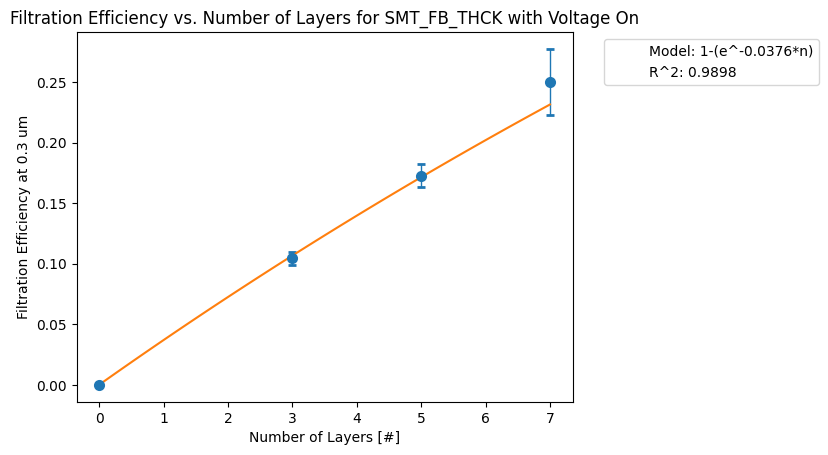 Filtration Efficiency vs. Number of Layers for SMT_FB_THCK with Voltage On
Model: 1-(e^-0.0376*n)
R^2: 0.9898
Filtration Efficiency at 0.3 um
0.25
0.20
0.15
0.10
0.05
0.00
0 1 2 3 4 5 6 7
Number of Layers [#]